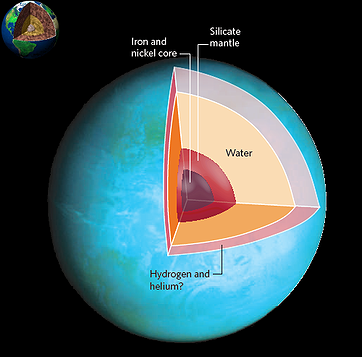 Iron and
nickel core
Silicate
mantle
Water
Hydrogen and
helium?